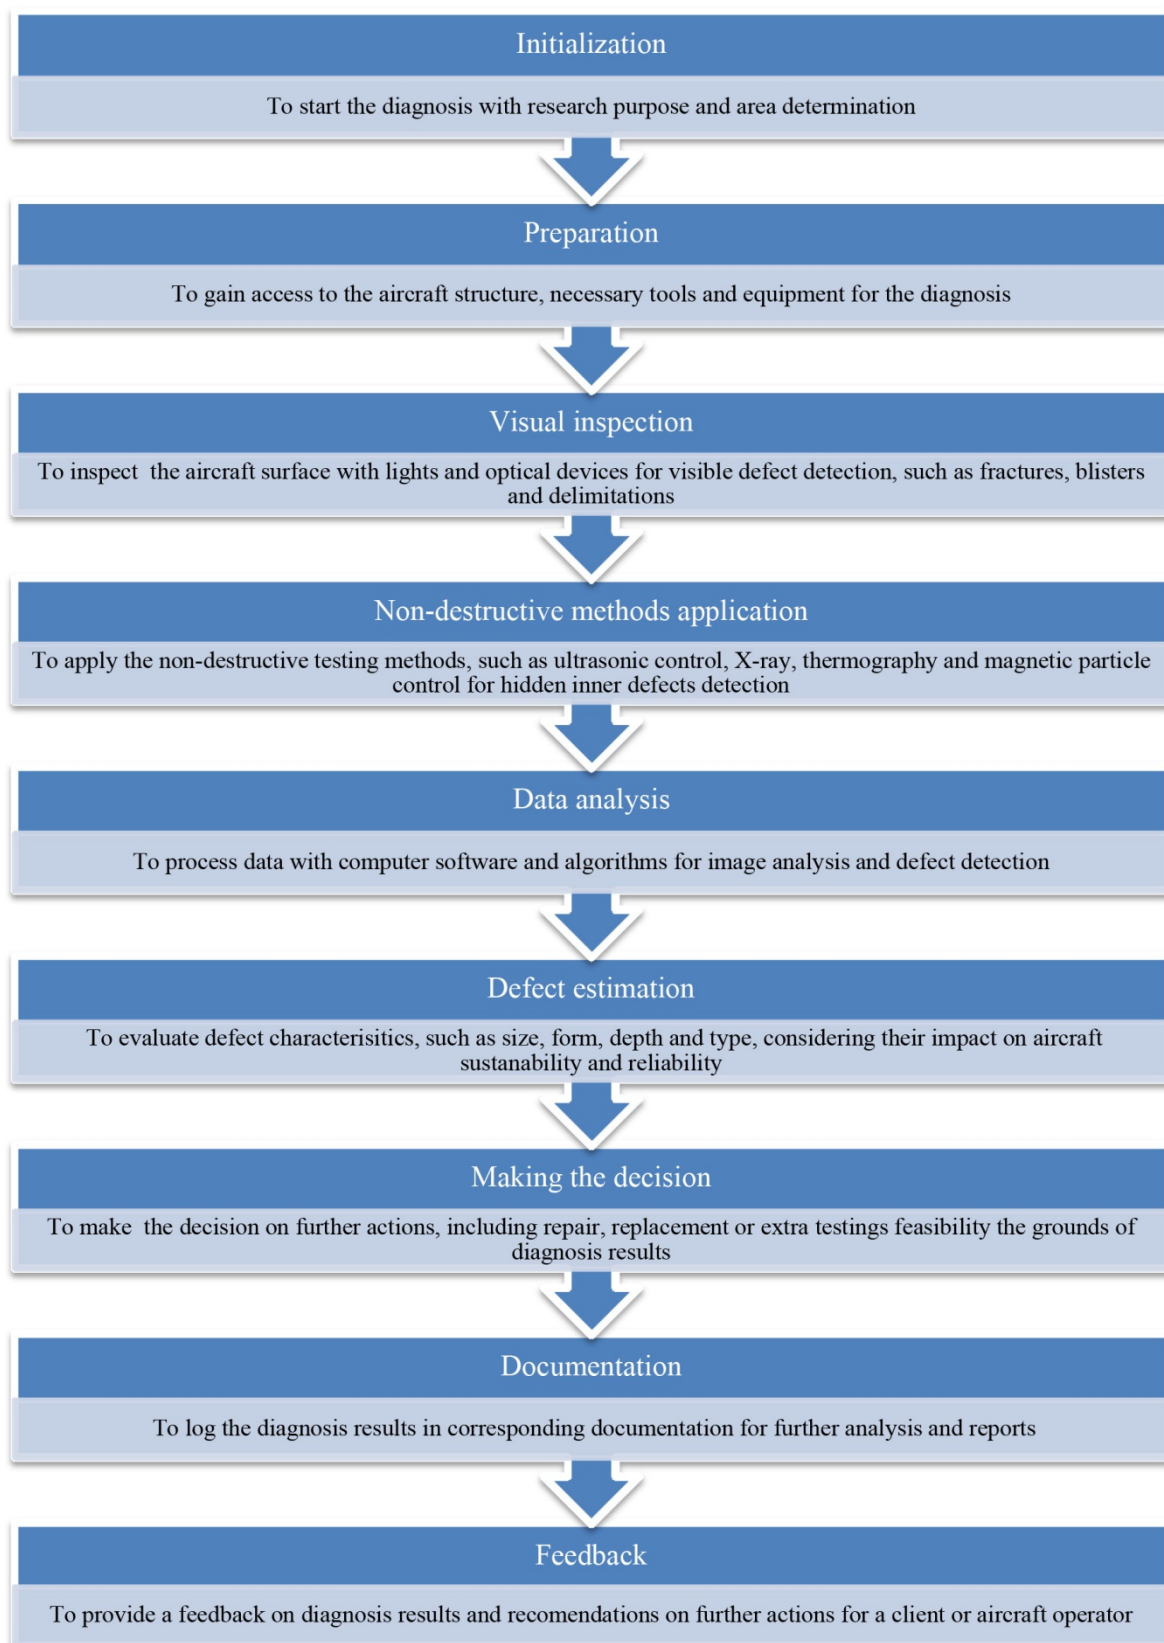 Initialization
To start the diagnosis with research purpose and area determination
Preparation
To gain access to the aircraft structure, necessary tools and equipment for the diagnosis
Visual inspection
To inspect  the aircraft surface with lights and optical devices for visible defect detection, such as fractures, blisters
and delimitations
Non-destructive methods application
To apply the non-destructive testing methods, such as ultrasonic control, X-ray, thermography and magnetic particle
control for hidden inner defects detection
Data analysis
To process data with computer software and algorithms for image analysis and defect detection
Defect estimation
To evaluate defect characterisitics, such as size, form, depth and type, considering their impact on aircraft
sustanability and reliability
Making the decision
To make  the decision on further actions, including repair, replacement or extra testings feasibility the grounds of
diagnosis results
Documentation
To log the diagnosis results in corresponding documentation for further analysis and reports
Feedback
To provide a feedback on diagnosis results and recomendations on further actions for a client or aircraft operator